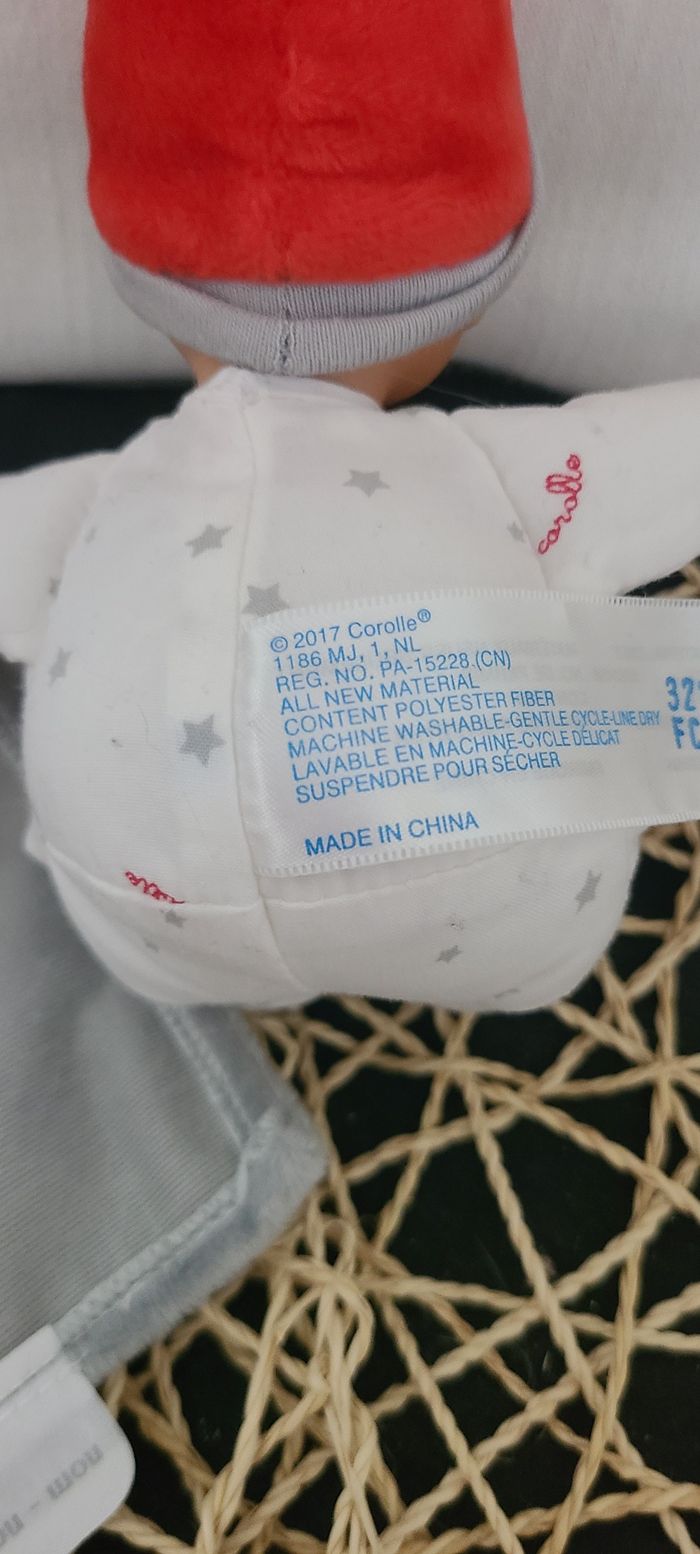 corolle
© 2017 Corolle®
1186 MJ, 1, NL
REG. NO. PA-15228.(CN)
ALL NEW MATERIAL
CONTENT POLYESTER FIBER
MACHINE WASHABLE-GENTLE CYCLE-LINE DRY
LAVABLE EN MACHINE-CYCLE DÉLICAT
SUSPENDRE POUR SÉCHER
MADE IN CHINA